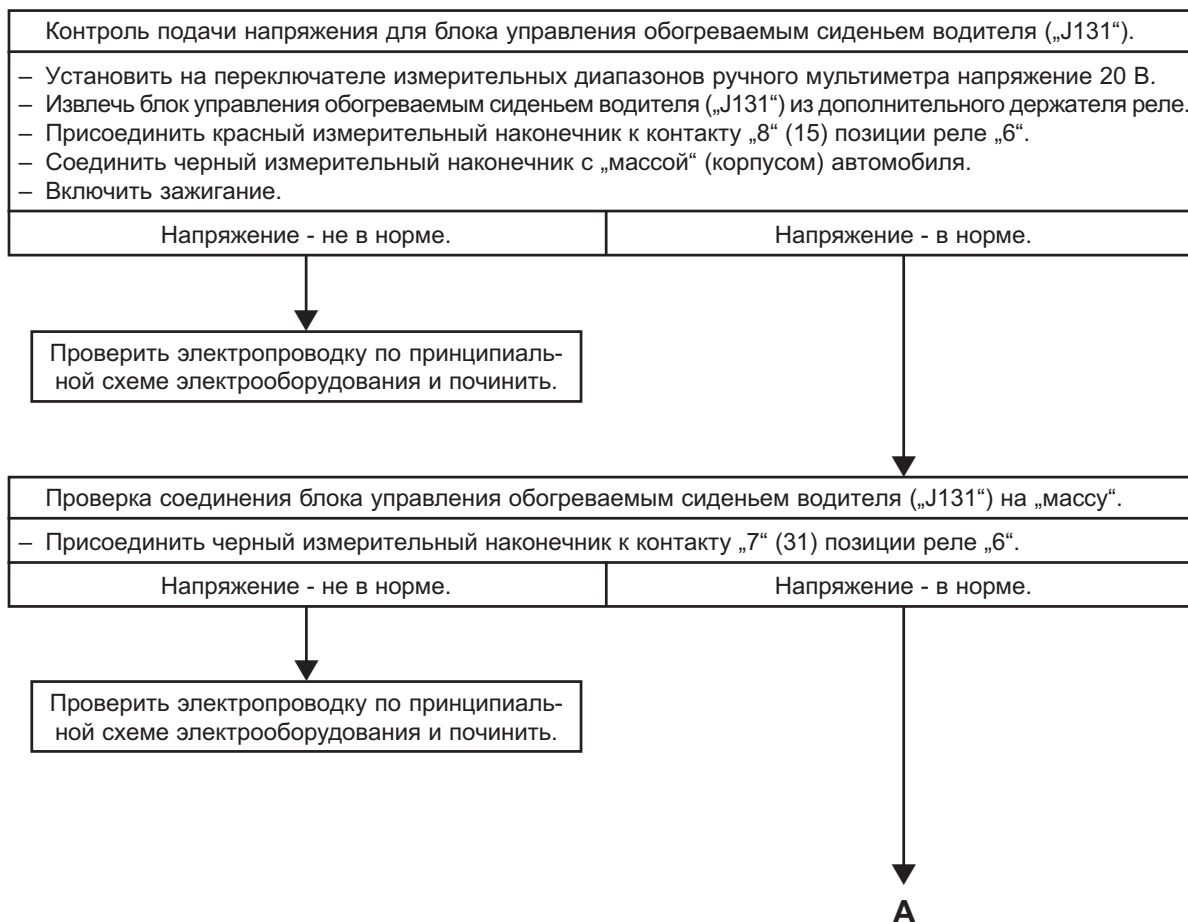 Контроль подачи напряжения для блока управления обогреваемым сиденьем водителя („J131“).
– Установить на переключателе измерительных диапазонов ручного мультиметра напряжение 20 В.
– Извлечь блок управления обогреваемым сиденьем водителя („J131“) из дополнительного держателя реле.
– Присоединить красный измерительный наконечник к контакту „8“ (15) позиции реле „6“.
– Соединить черный измерительный наконечник с „массой“ (корпусом) автомобиля.
– Включить зажигание.
Напряжение - не в норме.
Напряжение - в норме.
Проверить электропроводку по принципиаль-
ной схеме электрооборудования и починить.
Проверка соединения блока управления обогреваемым сиденьем водителя („J131“) на „массу“.
– Присоединить черный измерительный наконечник к контакту „7“ (31) позиции реле „6“.
Напряжение - не в норме.
Напряжение - в норме.
Проверить электропроводку по принципиаль-
ной схеме электрооборудования и починить.
A